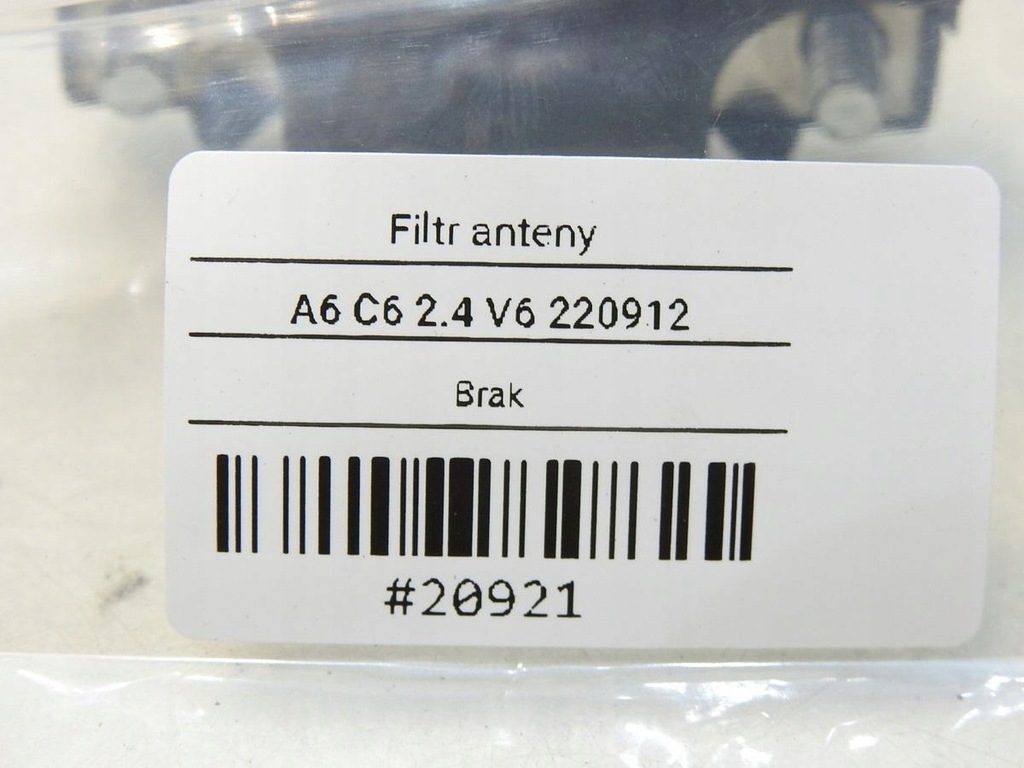 Filtr anteny
A6 C6 2.4 V6 220912
Brak
#20921